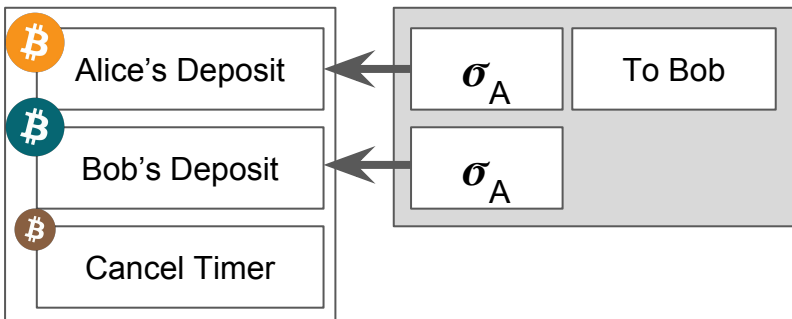 Alice's Deposit
σA
To Bob
Bob's Deposit
σA
Cancel Timer